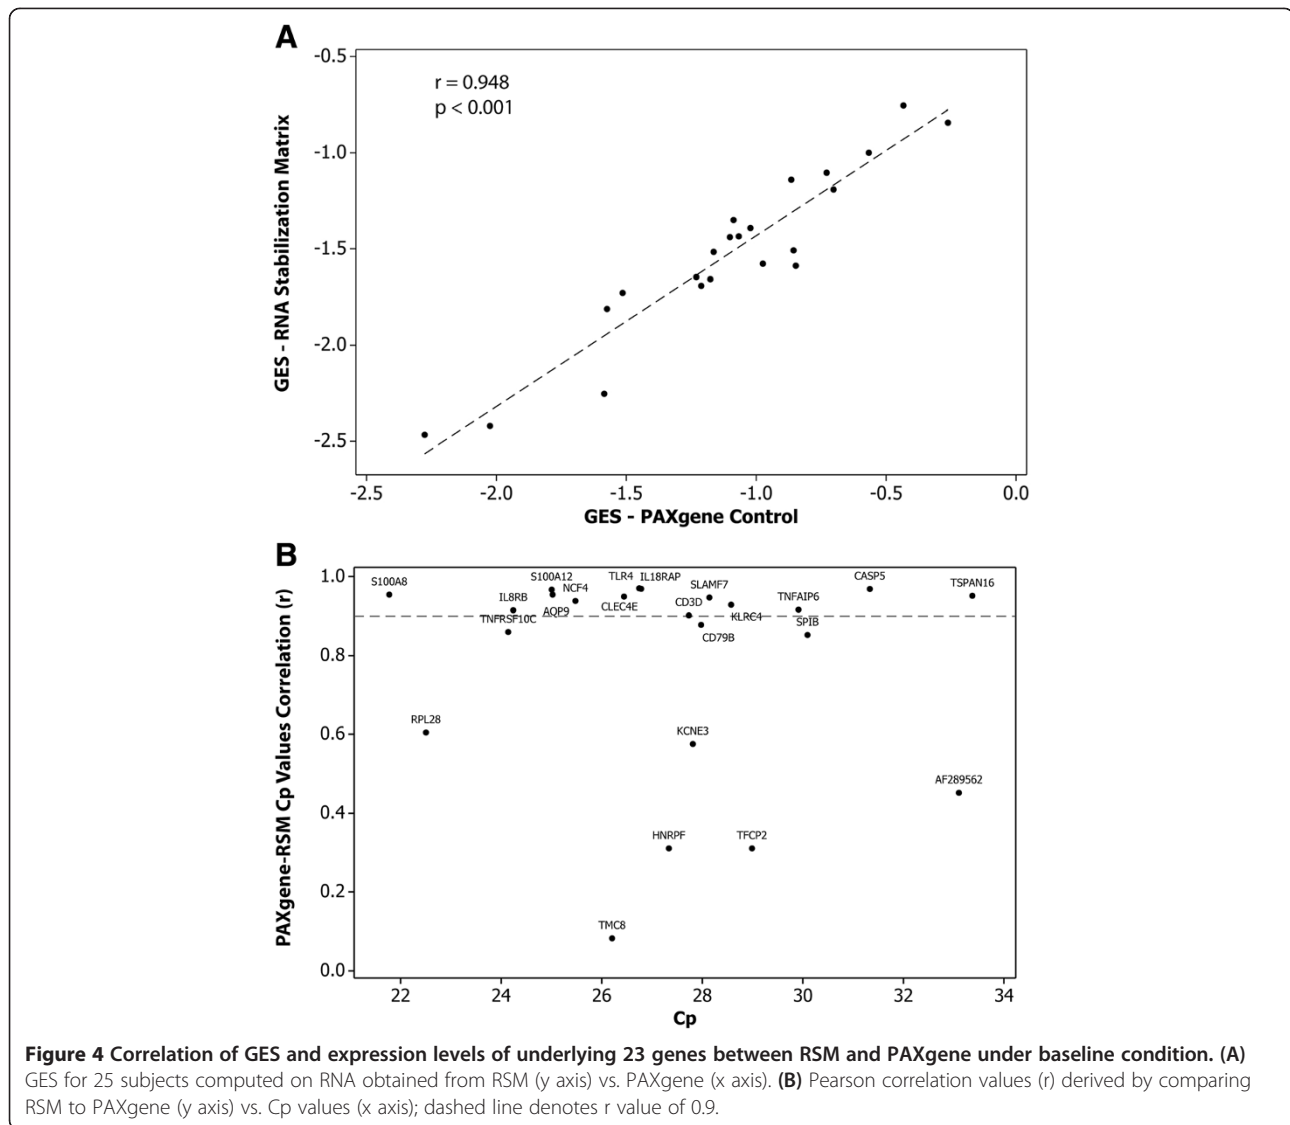 A
r = 0.948
p < 0.001
GES - RNA Stabilization Matrix
-0.5
-1.0
-1.5
-2.0
-2.5
-2.5 -2.0 -1.5 -1.0 -0.5 0.0
GES - PAXgene Control
B
PAXgene-RSM Cp Values Correlation (r)
1.0
0.8
0.6
0.4
0.2
0.0
S100A8
IL8RB
TNFRSF10C
S100A12
AQP9
NCF4
TLR4
IL18RAP
CLEC4E
SLAMF7
CD3D
KLRC4
CD79B
TNFAIP6
SPIB
CASP5
TSPAN16
RPL28
KCNE3
AF289562
HNRPF
TFCP2
TMC8
22 24 26 28 30 32 34
Cp
Figure 4 Correlation of GES and expression levels of underlying 23 genes between RSM and PAXgene under baseline condition. (A)
GES for 25 subjects computed on RNA obtained from RSM (y axis) vs. PAXgene (x axis). (B) Pearson correlation values (r) derived by comparing
RSM to PAXgene (y axis) vs. Cp values (x axis); dashed line denotes r value of 0.9.